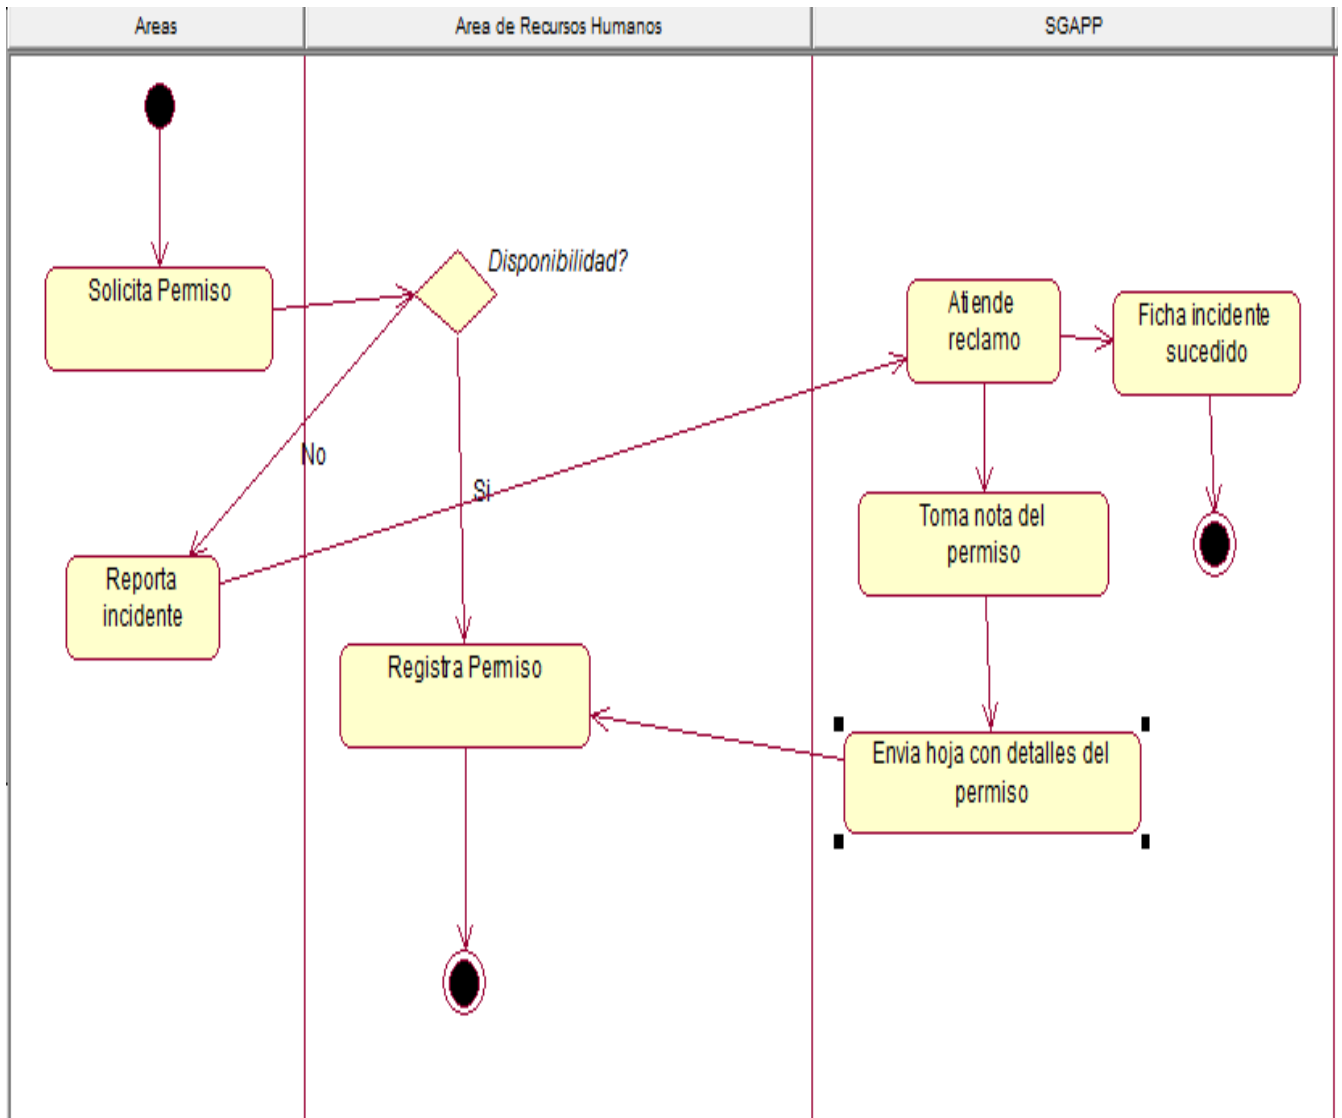 Areas
Area de Recursos Humanos
SGAPP
Disponibilidad?
Solicita Permiso
Atiende
reclamo
Ficha incidente
sucedido
No
Si
Toma nota del
permiso
Reporta
incidente
Registra Permiso
Envia hoja con detalles del
permiso